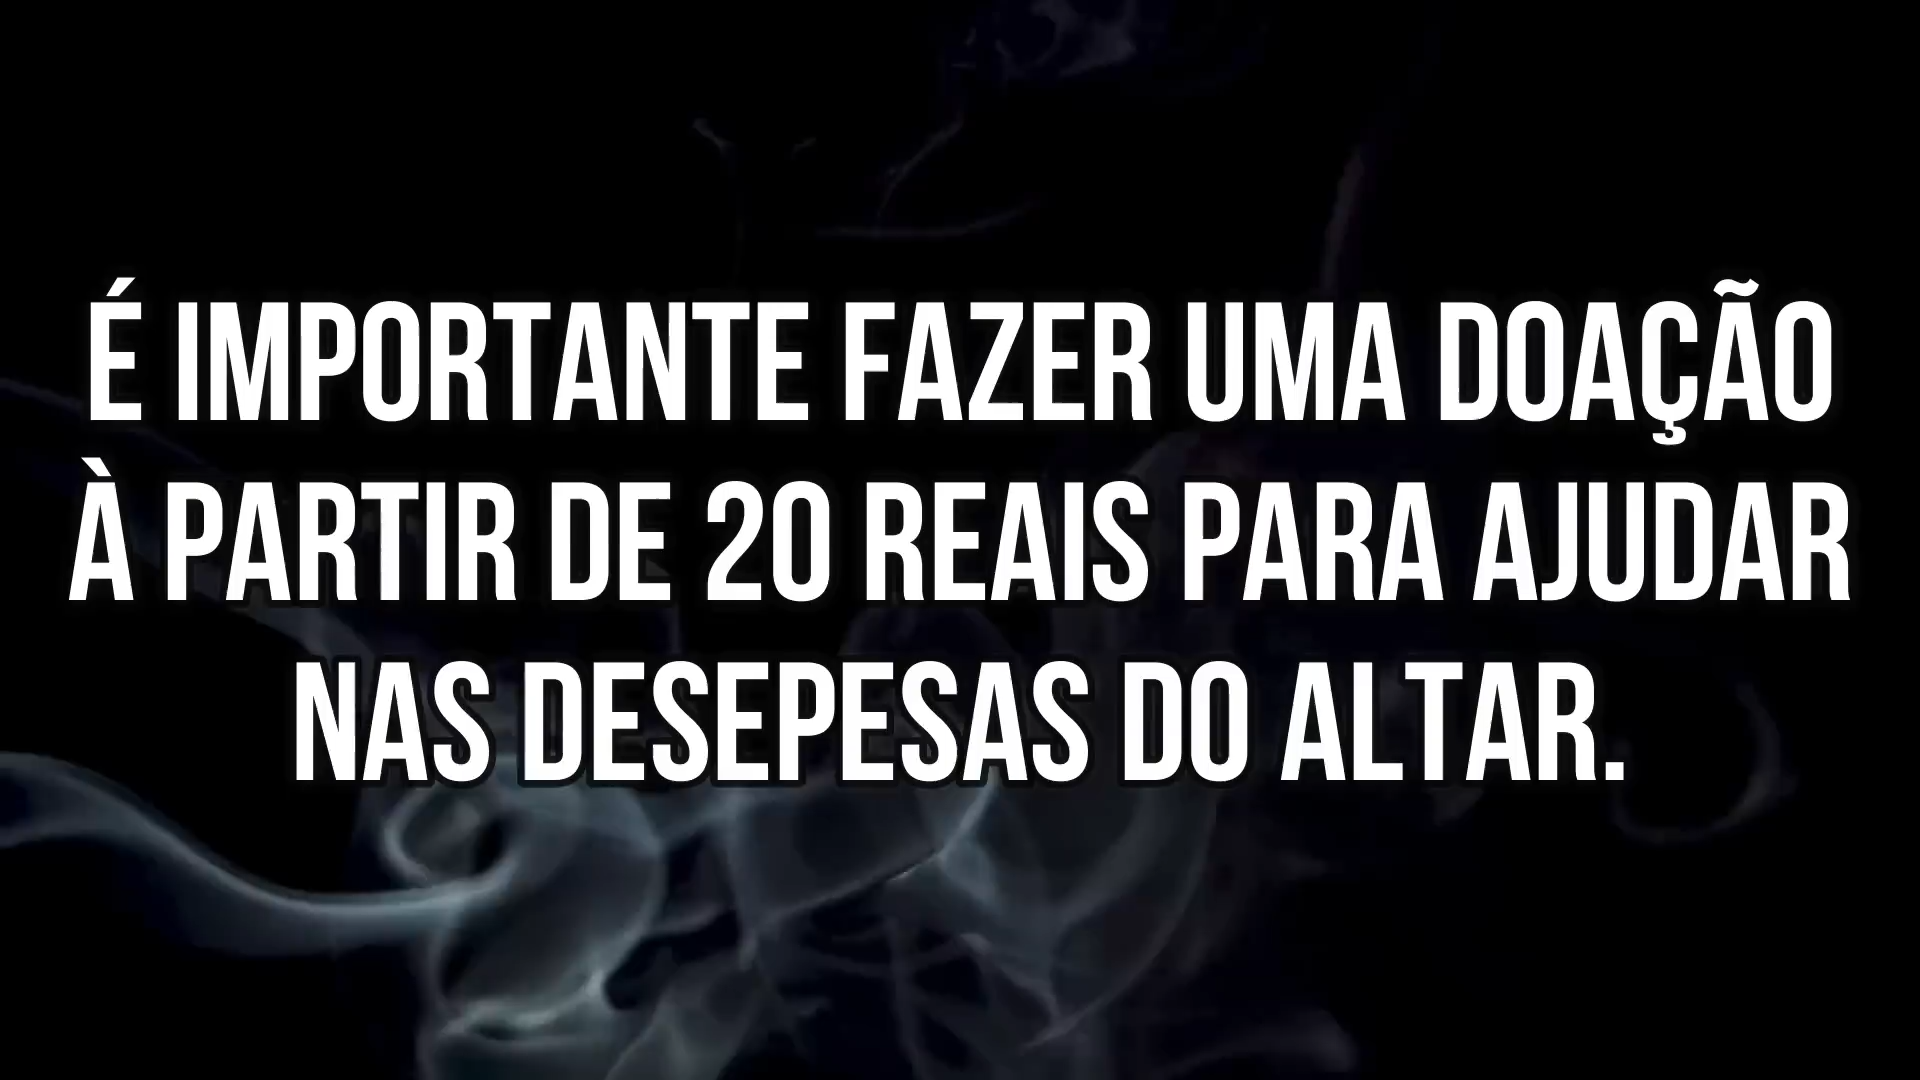 É IMPORTANTE FAZER UMA DOAÇÃO
À PARTIR DE 20 REAIS PARA AJUDAR
NAS DESEPESAS DO ALTAR.